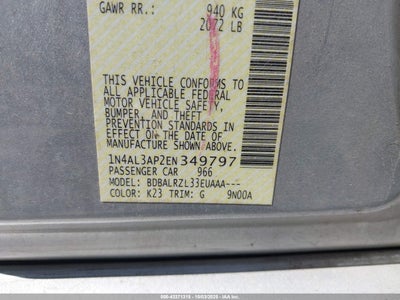 GAWR RR.: 940 KG
2072 LB
THIS VEHICLE CONFORMS TO
ALL APPLICABLE FEDERAL
MOTOR VEHICLE SAFETY,
BUMPER, AND THEFT
PREVENTION STANDARDS
IN EFFECT ON THE DATE OF
MANUFACTURE SHOWN ABOVE.
1N4AL3AP2EN349797
PASSENGER CAR 966
MODEL: BDBALRZL33EUAAA---
COLOR: K23 TRIM: G 9N00A